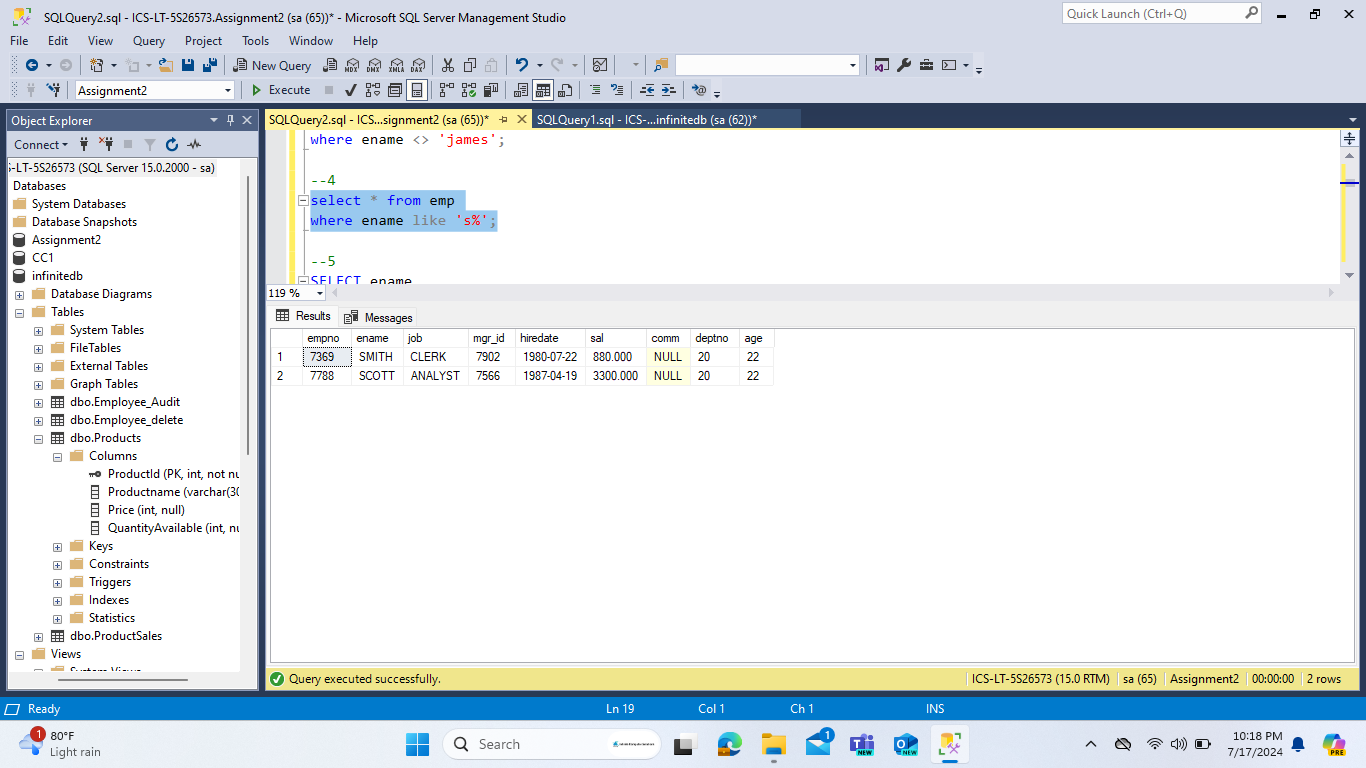 SQLQuery2.sql - ICS-LT-5S26573.Assignment2 (sa (65))* - Microsoft SQL Server Management Studio
Quick Launch (Ctrl+Q)
File Edit View Query Project Tools Window Help
New Query MDX DMX XMLA DAX
Assignment2 Execute
Object Explorer
SQLQuery2.sql - ICS...signment2 (sa (65))* SQLQuery1.sql - ICS-...infinitedb (sa (62))*
Connect
S-LT-5S26573 (SQL Server 15.0.2000 - sa)
Databases
System Databases
Database Snapshots
Assignment2
CC1
infinitedb
Database Diagrams
Tables
System Tables
FileTables
External Tables
Graph Tables
dbo.Employee_Audit
dbo.Employee_delete
dbo.Products
Columns
ProductId (PK, int, not nu
Productname (varchar(30
Price (int, null)
QuantityAvailable (int, nu
Keys
Constraints
Triggers
Indexes
Statistics
dbo.ProductSales
Views
System Views
where ename <> 'james';
--4
select * from emp
where ename like 's%';
--5
SELECT ename
119 %
Results Messages
empno ename job mgr_id hiredate sal comm deptno age
1 7369 SMITH CLERK 7902 1980-07-22 880.000 NULL 20 22
2 7788 SCOTT ANALYST 7566 1987-04-19 3300.000 NULL 20 22
Query executed successfully. ICS-LT-5S26573 (15.0 RTM) sa (65) Assignment2 00:00:00 2 rows
Ready Ln 19 Col 1 Ch 1 INS
1
80°F
Light rain
Search
1
NEW
NEW
10:18 PM
7/17/2024
PRE